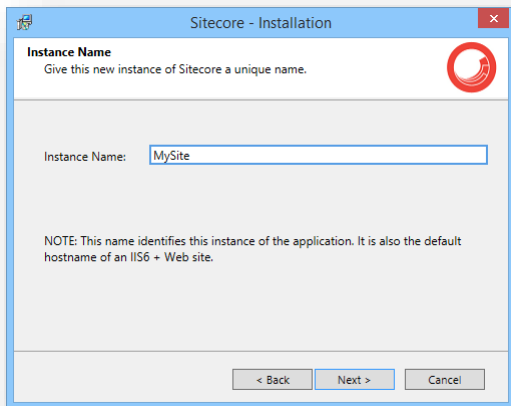 Sitecore - Installation
Instance Name
Give this new instance of Sitecore a unique name.
Instance Name:
MySite
NOTE: This name identifies this instance of the application. It is also the default
hostname of an IIS6 + Web site.
< Back
Next >
Cancel